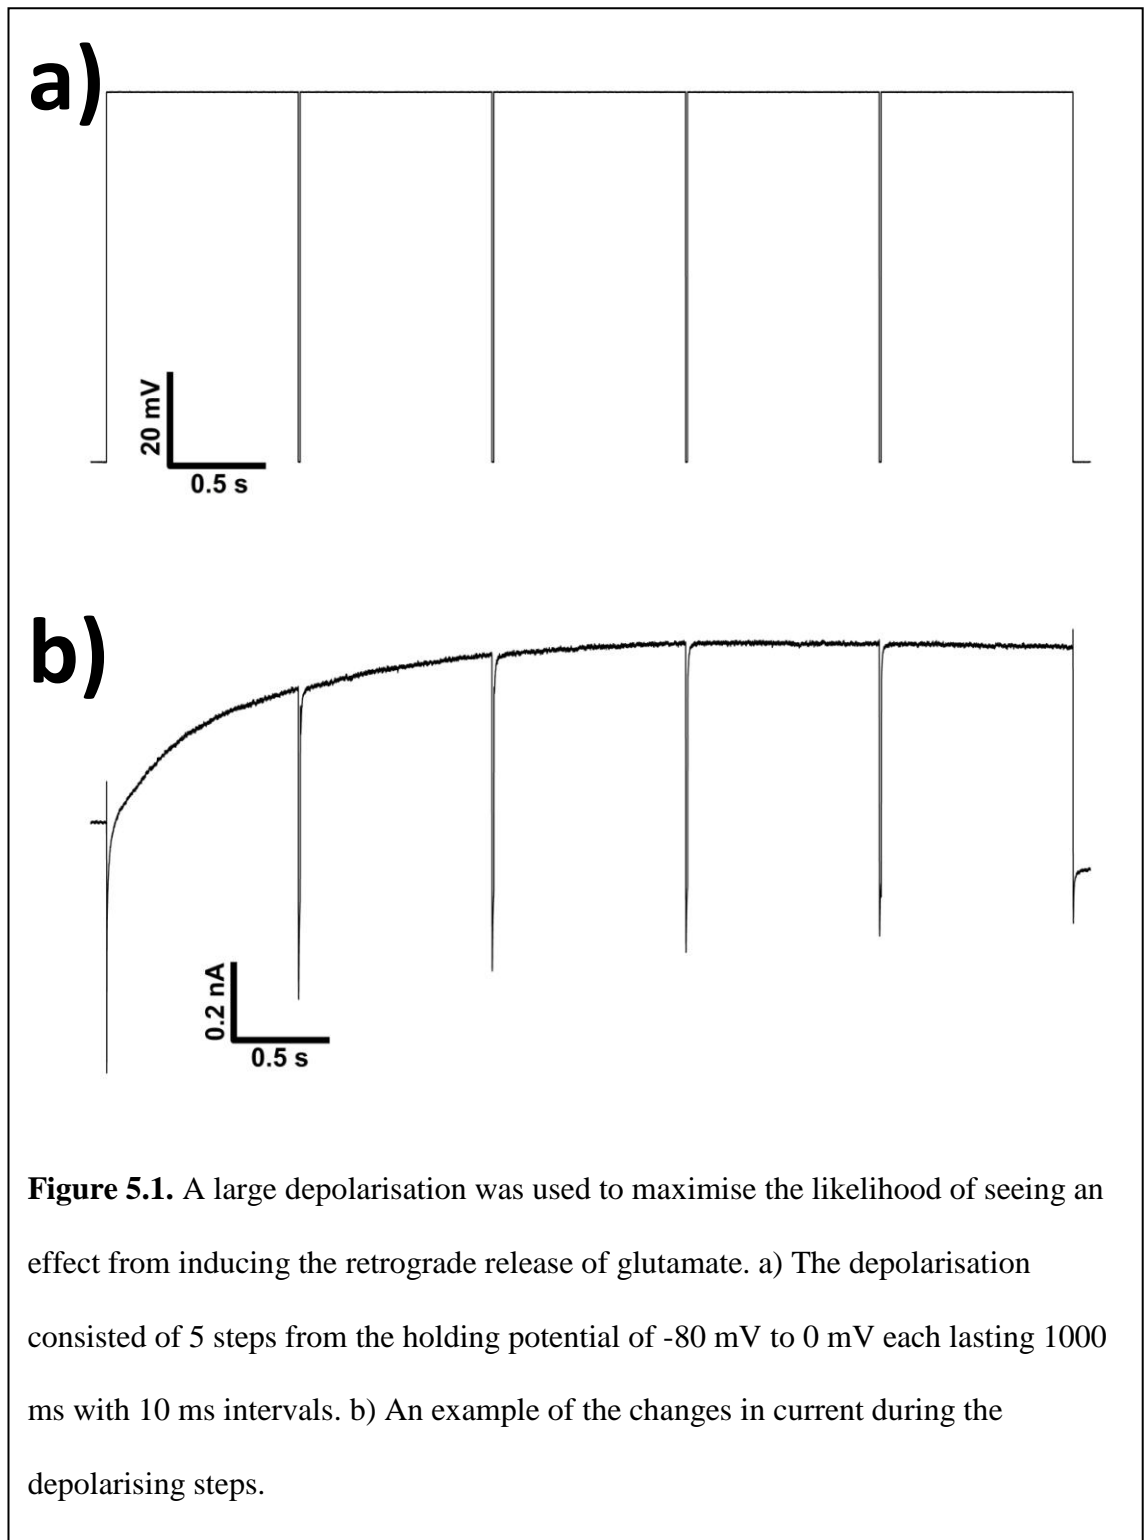 a)
20 mV
0.5 s
b)
0.2 nA
0.5 s
Figure 5.1. A large depolarisation was used to maximise the likelihood of seeing an
effect from inducing the retrograde release of glutamate. a) The depolarisation
consisted of 5 steps from the holding potential of -80 mV to 0 mV each lasting 1000
ms with 10 ms intervals. b) An example of the changes in current during the
depolarising steps.